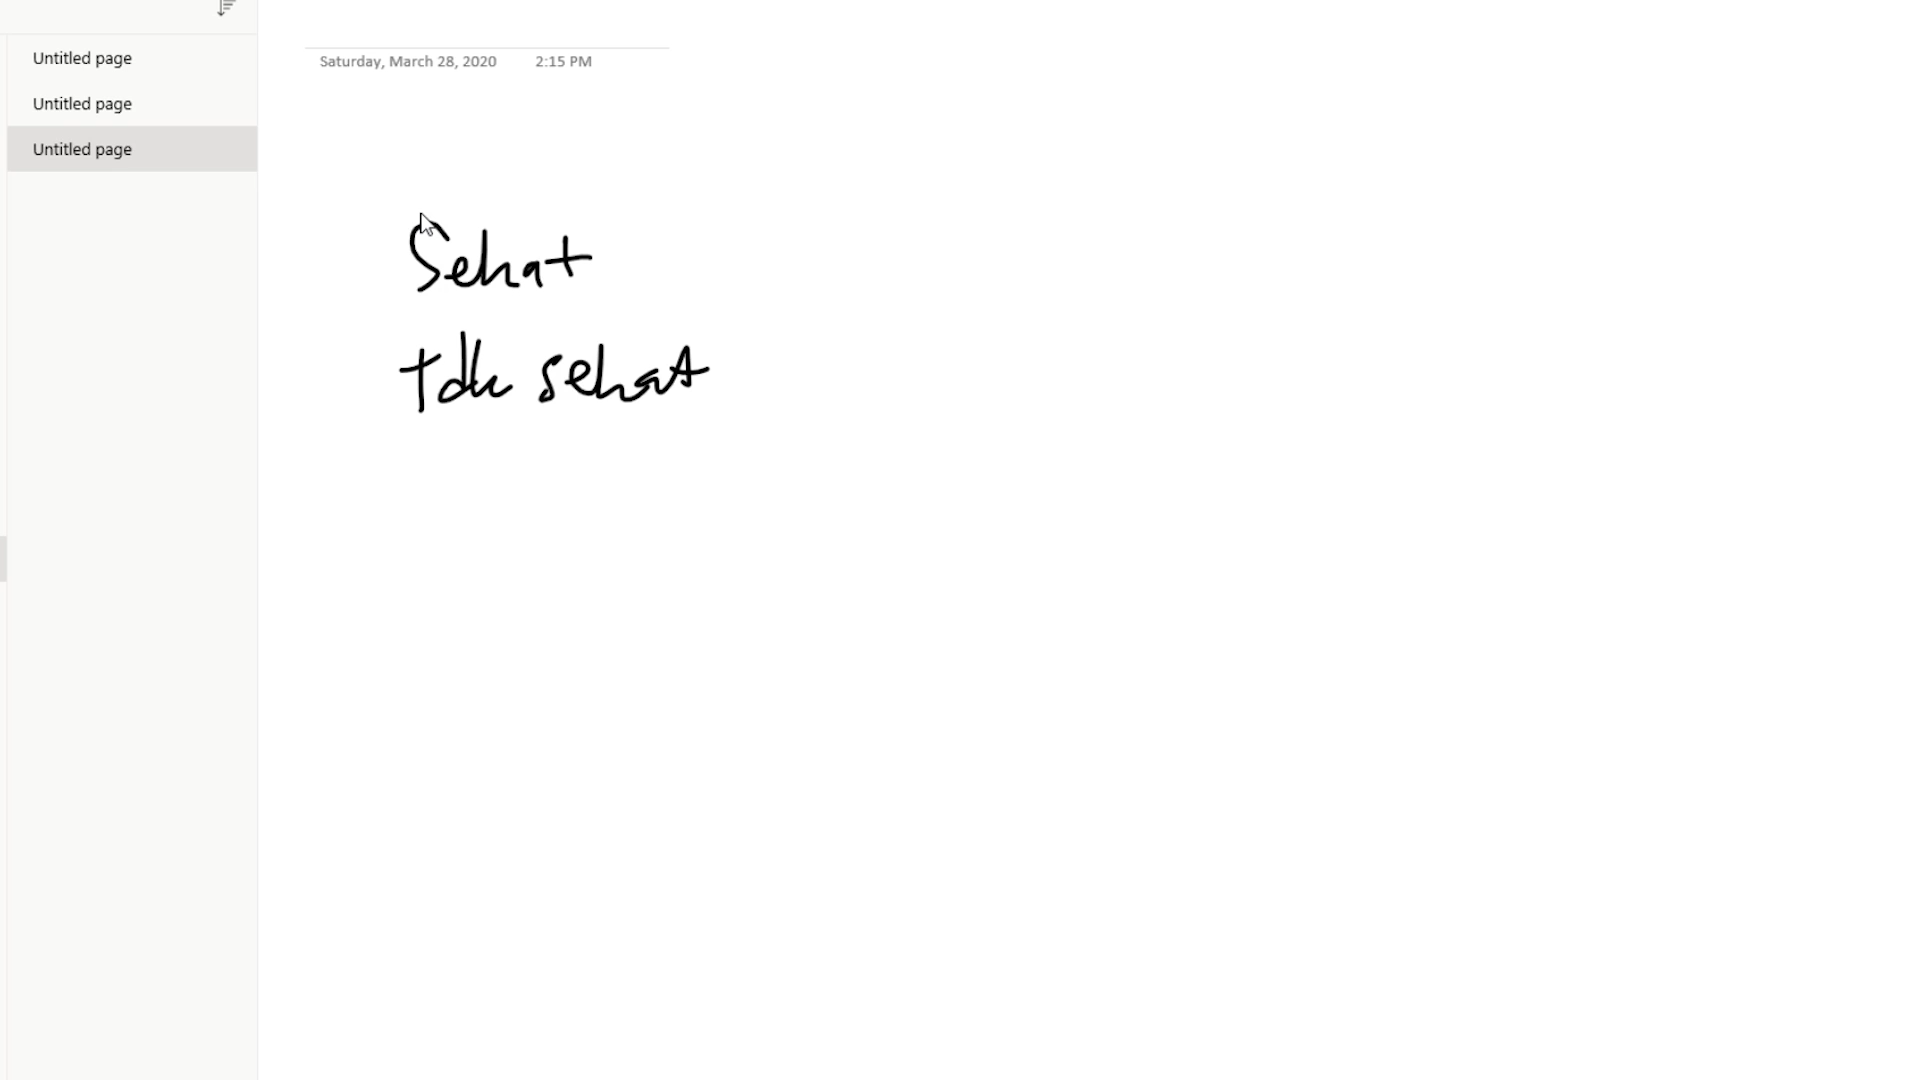 Untitled page
Saturday, March 28, 2020 2:15 PM
Untitled page
Untitled page
Sehat
tdk sehat